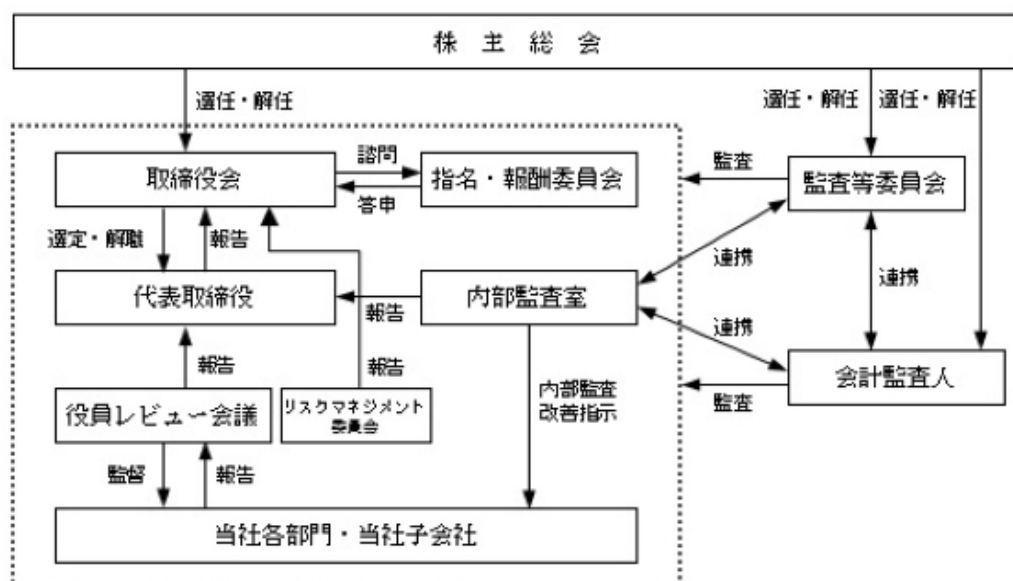 株主総会
選任・解任
選任・解任
選任・解任
取締役会
諮問
答申
指名・報酬委員会
監査
監査等委員会
選定・解職
報告
連携
連携
代表取締役
報告
内部監査室
連携
報告
報告
内部監査
改善指示
監査
会計監査人
役員レビュー会議
リスクマネジメント
委員会
監督
報告
当社各部門・当社子会社